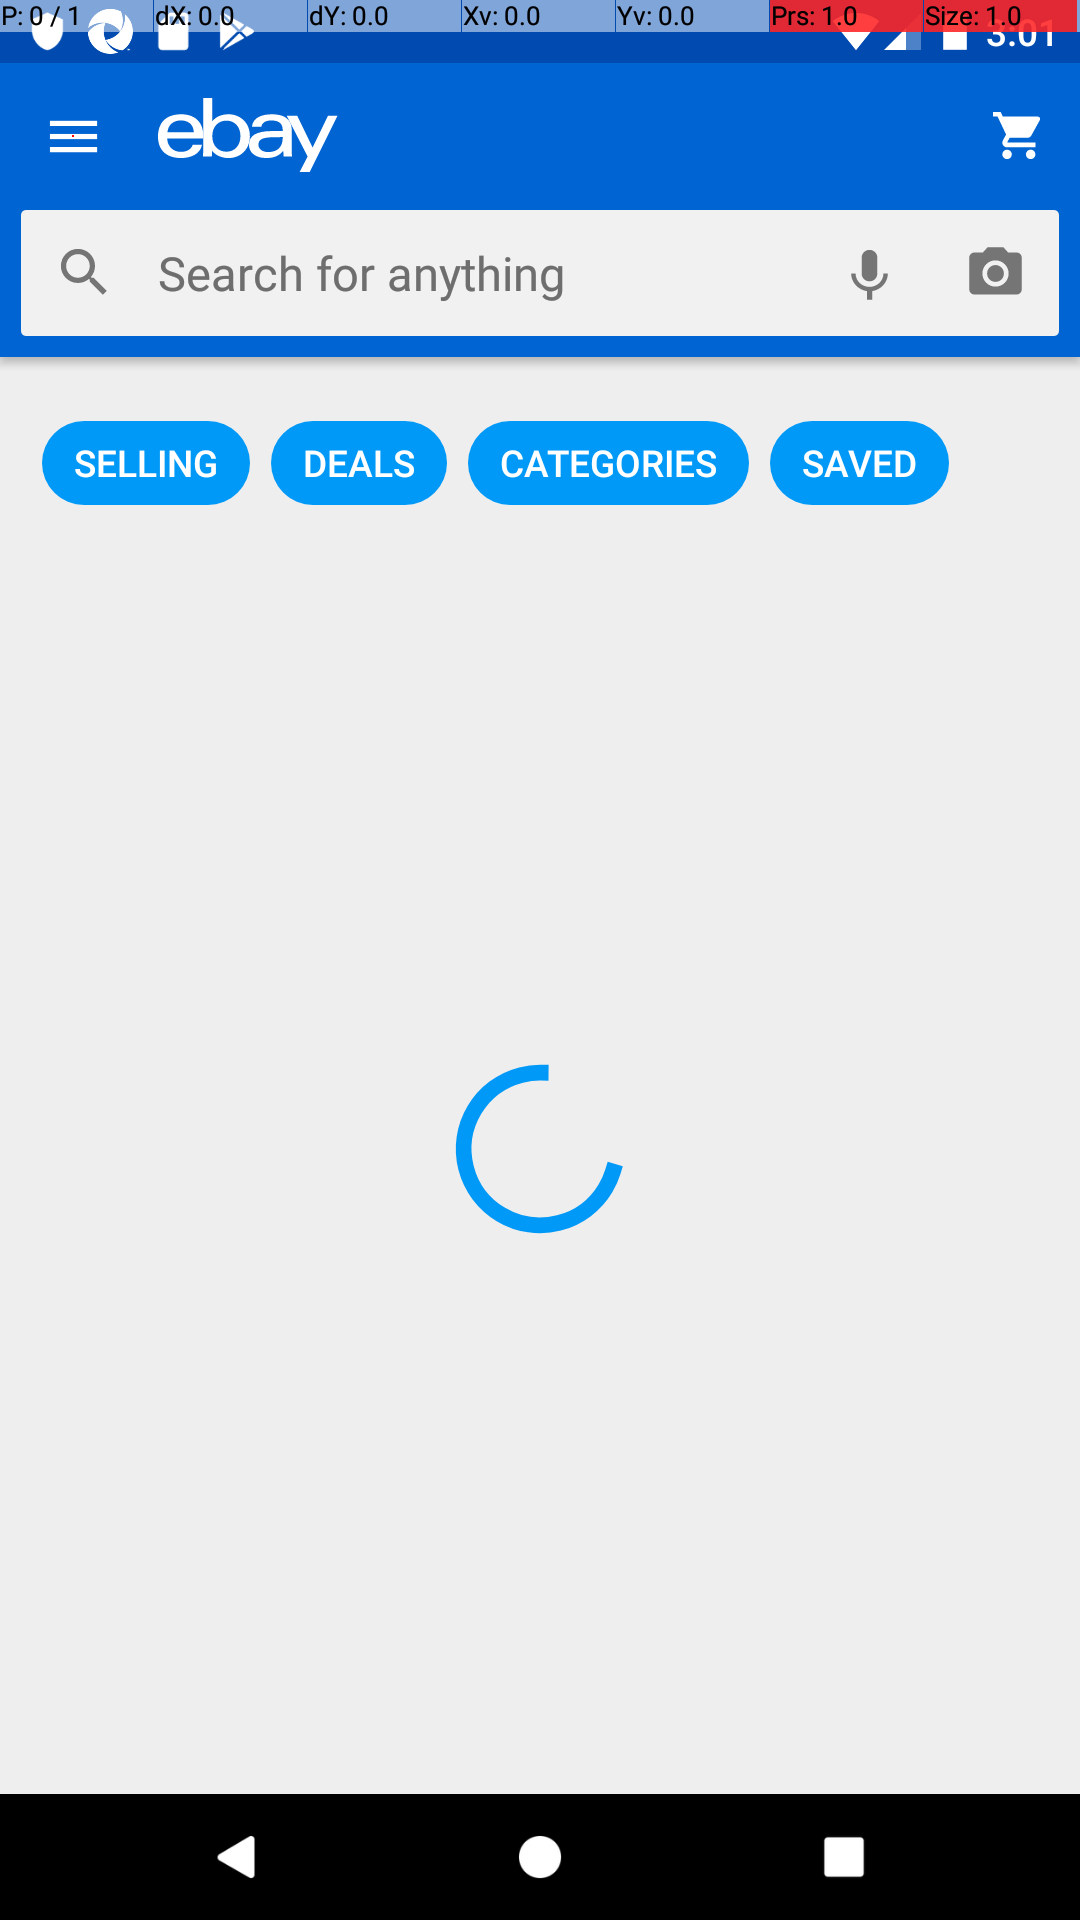 P: 0 / 1 dX: 0.0 dY: 0.0 Xv: 0.0 Yv: 0.0 Prs: 1.0 Size: 1.0
3:01
ebay
Search for anything
SELLING DEALS CATEGORIES SAVED